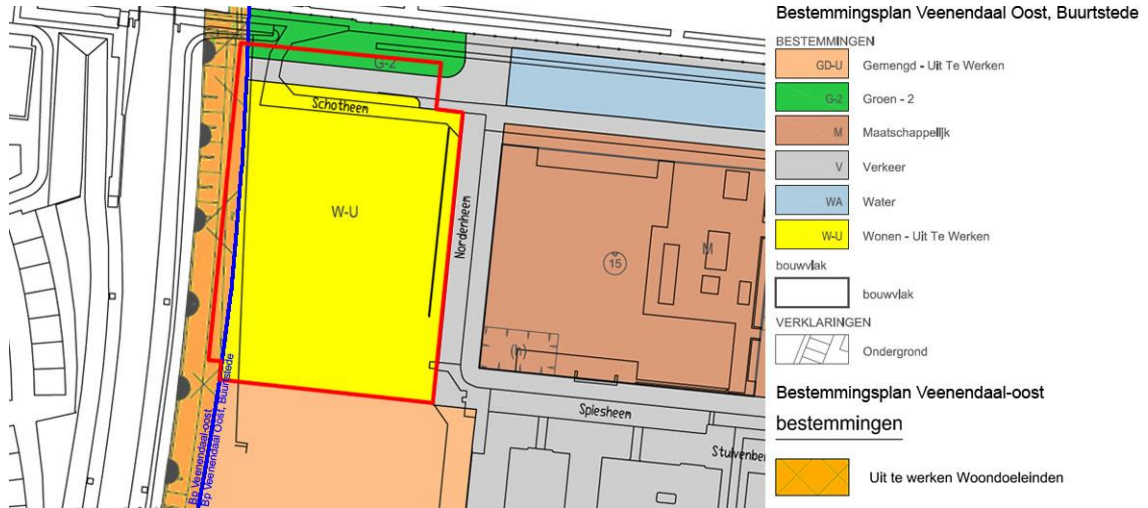 G-2
Schotheem
W-U
Nordenheem
M
15
(n)
Spiesheem
Stuivenbe
Bp Veenendaal-oost
Bp Veenendaal Oost, Buurtstede
Bestemmingsplan Veenendaal Oost, Buurtstede
BESTEMMINGEN
GD-U Gemengd - Uit Te Werken
G-2 Groen - 2
M Maatschappelijk
V Verkeer
WA Water
W-U Wonen - Uit Te Werken
bouwvlak
bouwvlak
VERKLARINGEN
Ondergrond
Bestemmingsplan Veenendaal-oost
bestemmingen
Uit te werken Woondoeleinden